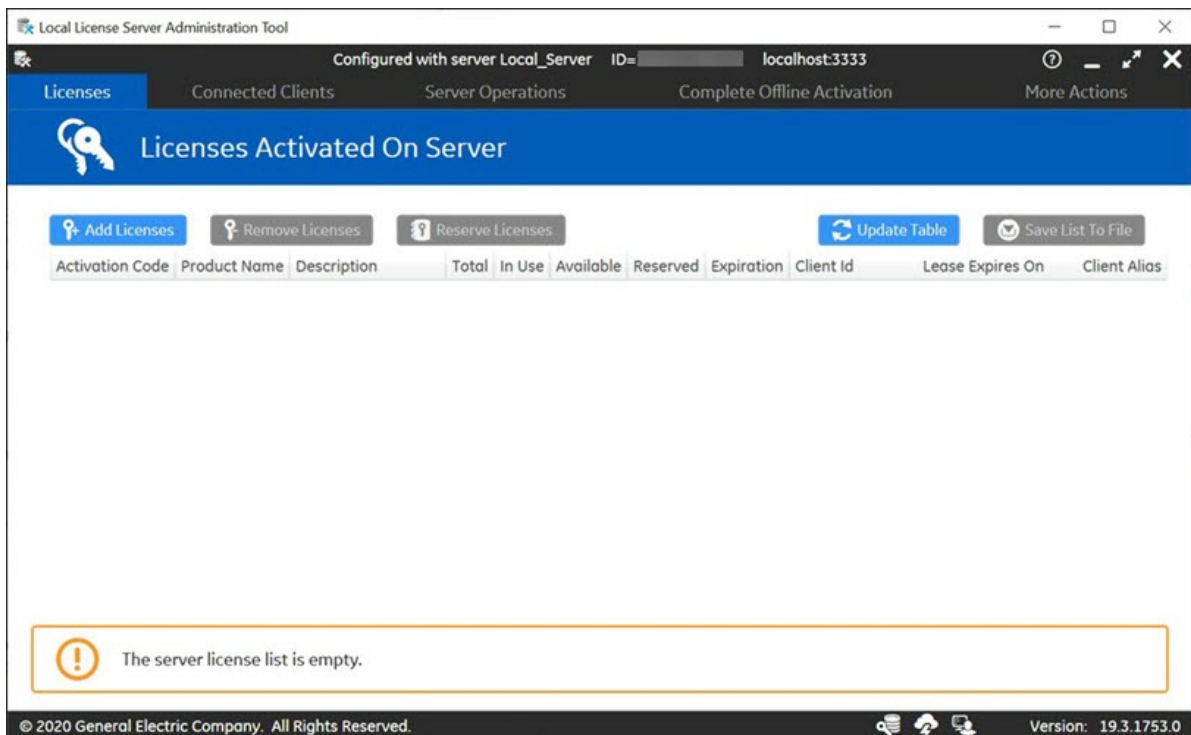 Local License Server Administration Tool
Configured with server Local_Server ID= localhost:3333
Licenses Connected Clients Server Operations Complete Offline Activation More Actions
Licenses Activated On Server
Add Licenses Remove Licenses Reserve Licenses Update Table Save List To File
Activation Code Product Name Description Total In Use Available Reserved Expiration Client Id Lease Expires On Client Alias
The server license list is empty.
© 2020 General Electric Company. All Rights Reserved. Version: 19.3.1753.0